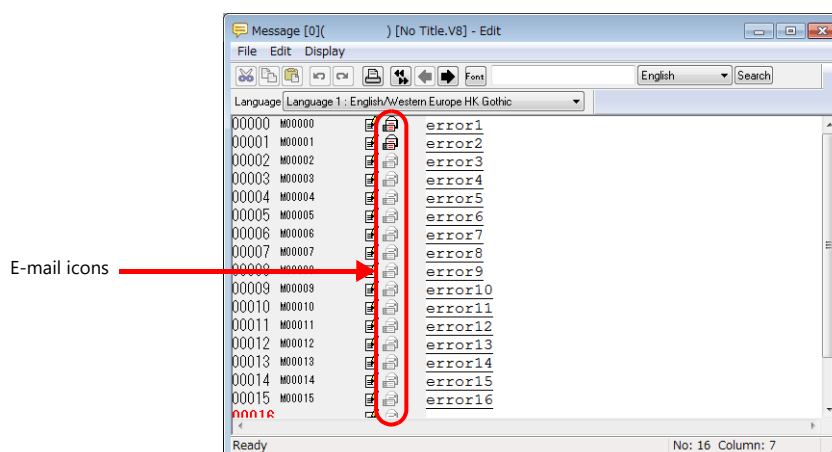 Message [0]( ) [No Title.V8] - Edit
File Edit Display
Font English Search
Language Language 1 : English/Western Europe HK Gothic
00000 M00000 error1
00001 M00001 error2
00002 M00002 error3
00003 M00003 error4
00004 M00004 error5
00005 M00005 error6
00006 M00006 error7
00007 M00007 error8
E-mail icons
00008 M00008 error9
00009 M00009 error10
00010 M00010 error11
00011 M00011 error12
00012 M00012 error13
00013 M00013 error14
00014 M00014 error15
00015 M00015 error16
00016
Ready No: 16 Column: 7